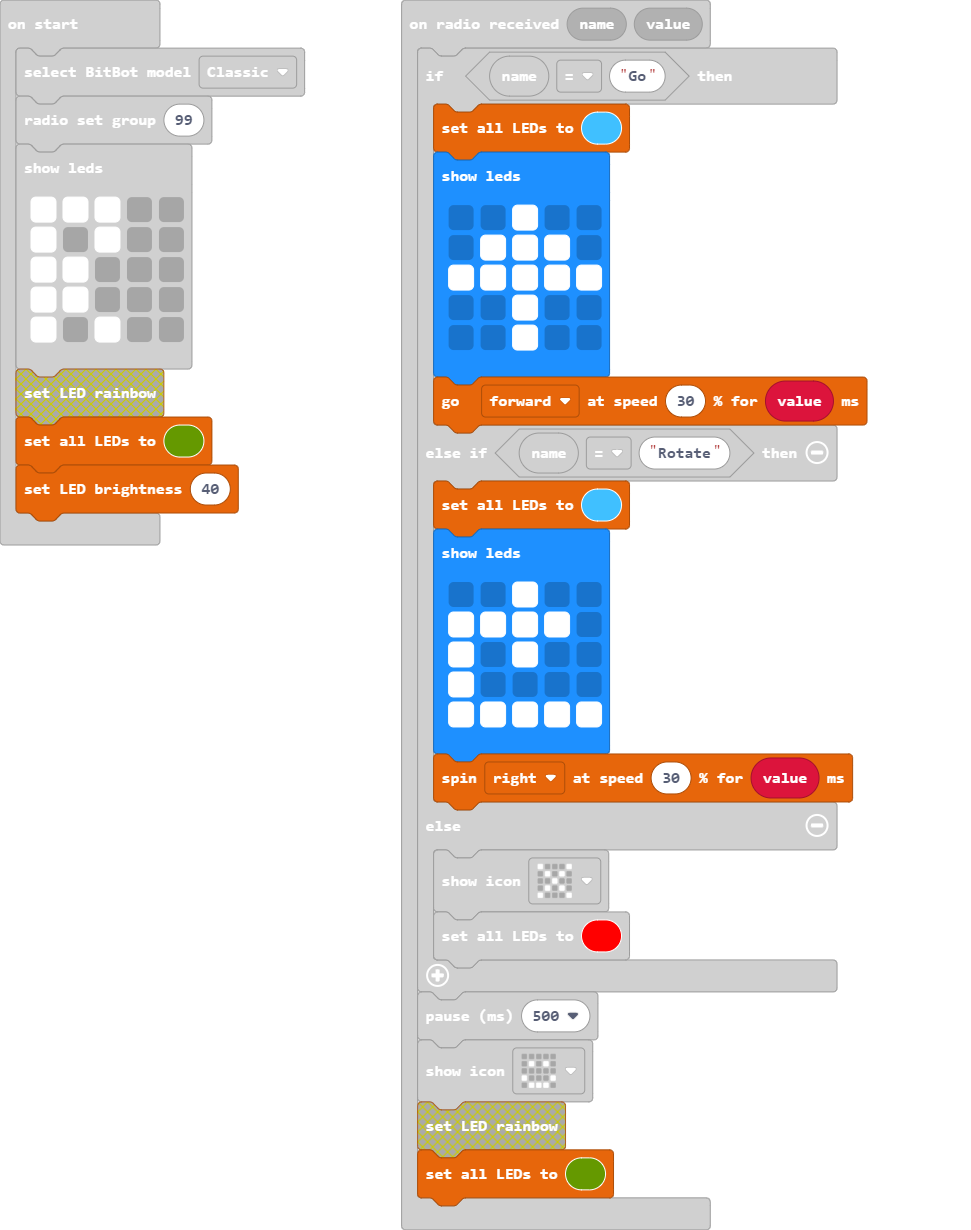 on start
select BitBot model Classic
radio set group 99
show leds
set LED rainbow
set all LEDs to
set LED brightness 40
on radio received name value
if name = "Go" then
set all LEDs to
show leds
go forward at speed 30 % for value ms
else if name = "Rotate" then
set all LEDs to
show leds
spin right at speed 30 % for value ms
else
show icon
set all LEDs to
pause (ms) 500
show icon
set LED rainbow
set all LEDs to